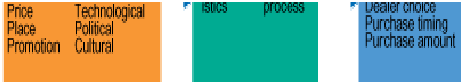 Price Technological
Place Political
Promotion Cultural
istics process
Dealer choice
Purchase timing
Purchase amount